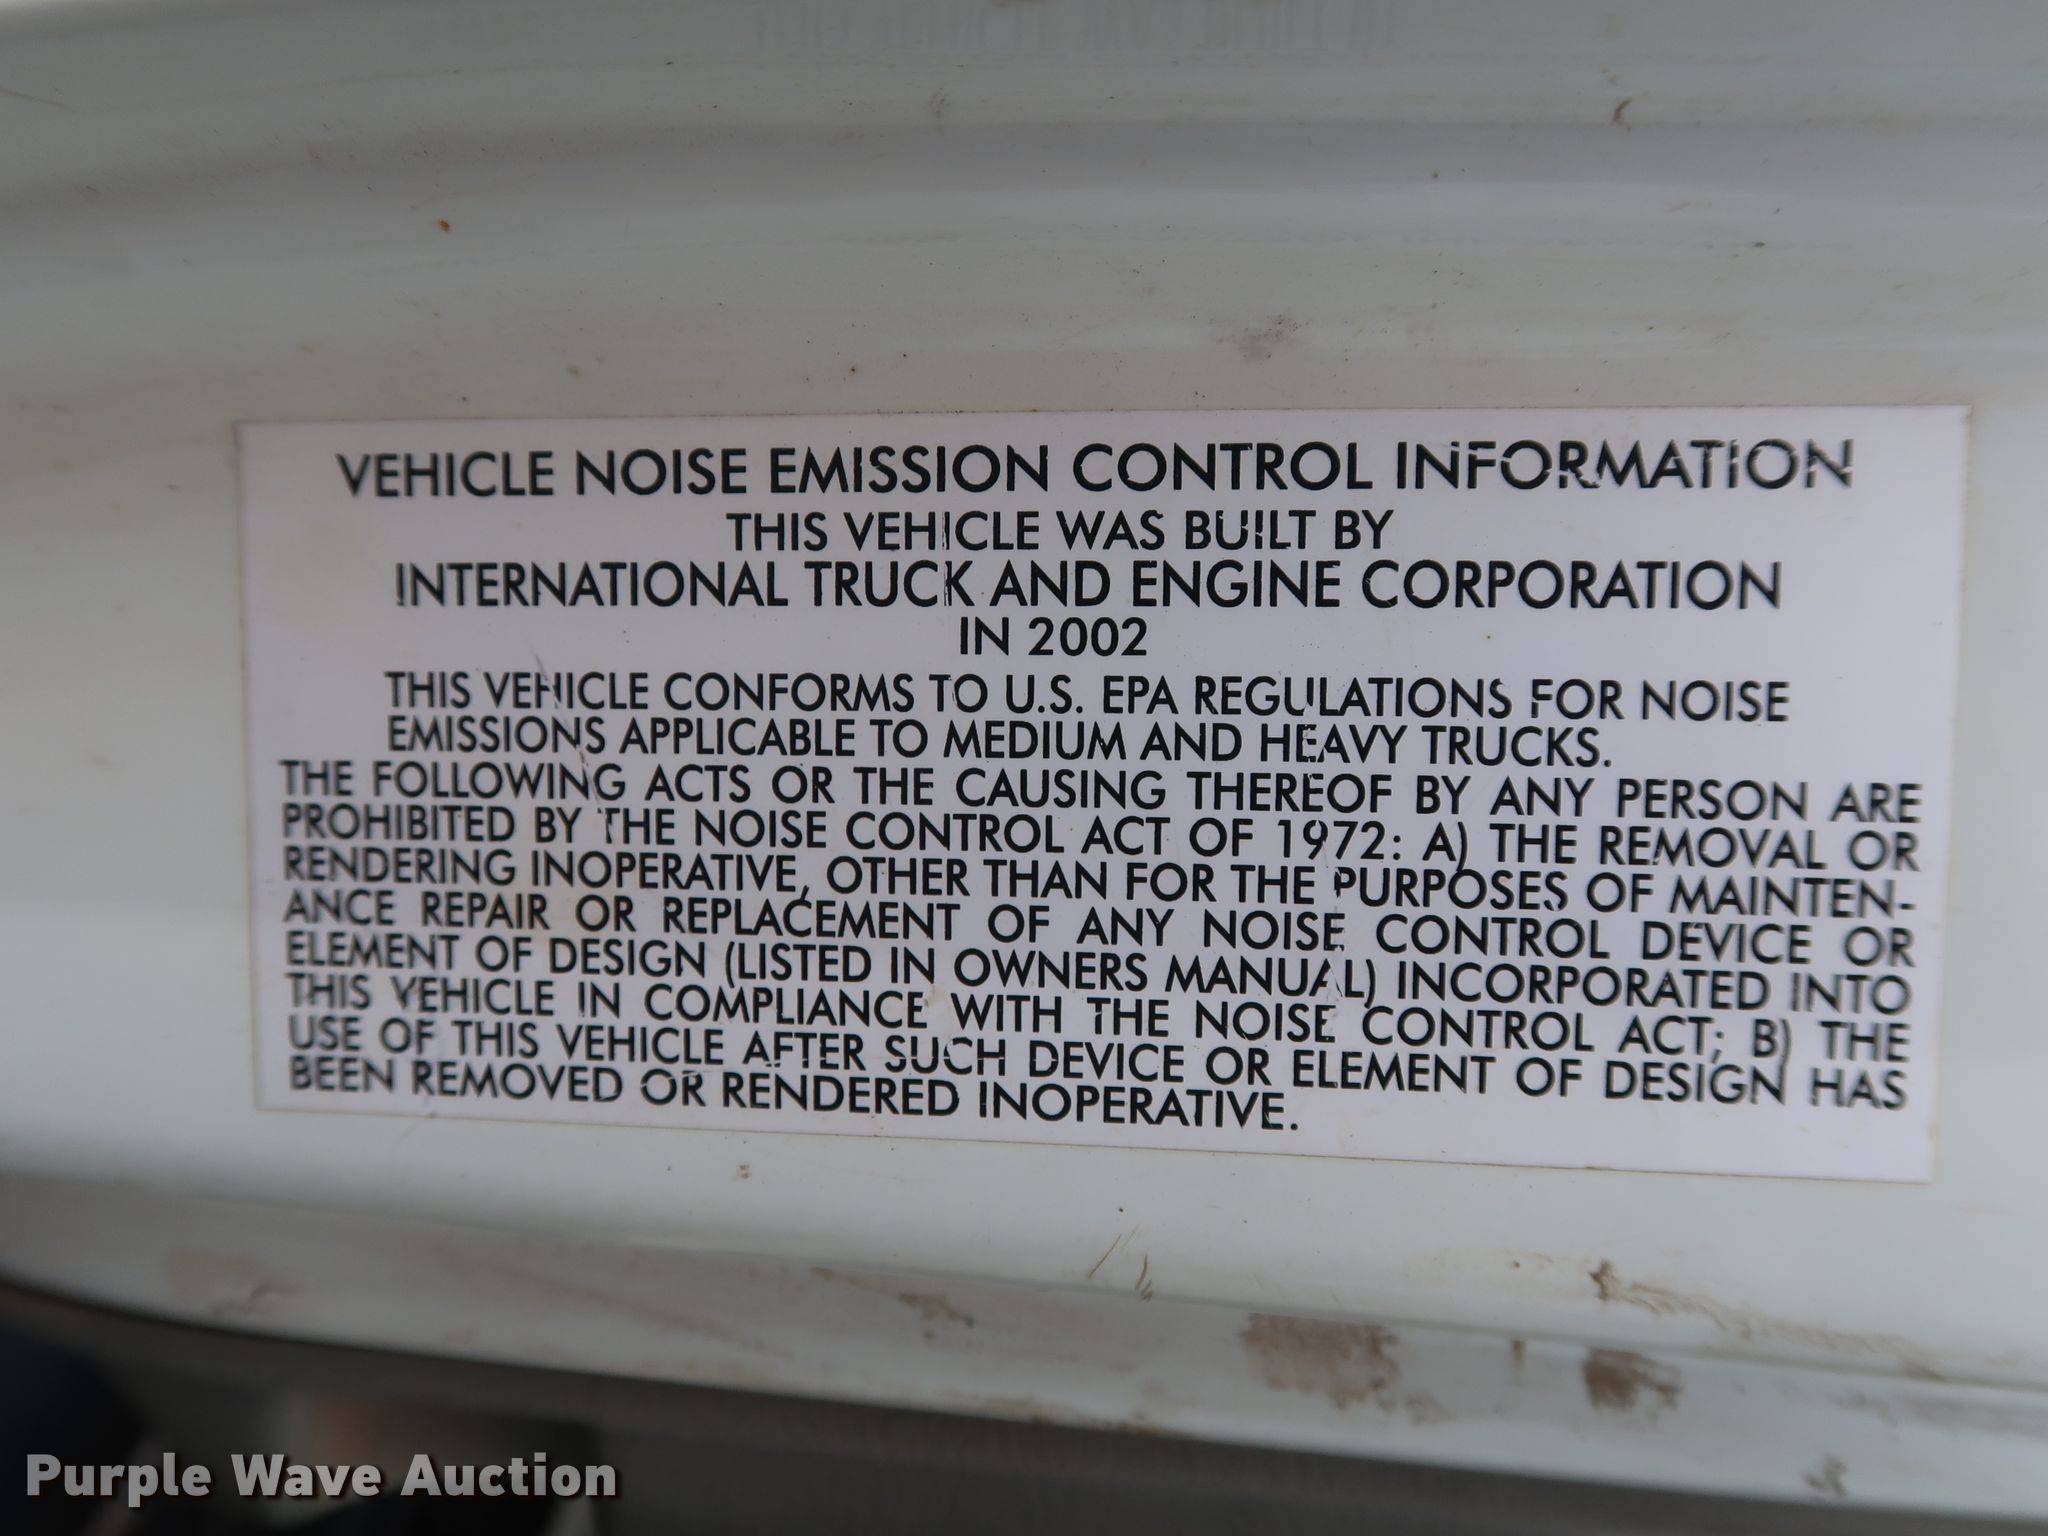 VEHICLE NOISE EMISSION CONTROL INFORMATION
THIS VEHICLE WAS BUILT BY
INTERNATIONAL TRUCK AND ENGINE CORPORATION
IN 2002
THIS VEHICLE CONFORMS TO U.S. EPA REGULATIONS FOR NOISE
EMISSIONS APPLICABLE TO MEDIUM AND HEAVY TRUCKS.
THE FOLLOWING ACTS OR THE CAUSING THEREOF BY ANY PERSON ARE
PROHIBITED BY THE NOISE CONTROL ACT OF 1972: A) THE REMOVAL OR
RENDERING INOPERATIVE, OTHER THAN FOR THE PURPOSES OF MAINTEN-
ANCE REPAIR OR REPLACEMENT OF ANY NOISE CONTROL DEVICE OR
ELEMENT OF DESIGN (LISTED IN OWNERS MANUAL) INCORPORATED INTO
THIS VEHICLE IN COMPLIANCE WITH THE NOISE CONTROL ACT; B) THE
USE OF THIS VEHICLE AFTER SUCH DEVICE OR ELEMENT OF DESIGN HAS
BEEN REMOVED OR RENDERED INOPERATIVE.
Purple Wave Auction